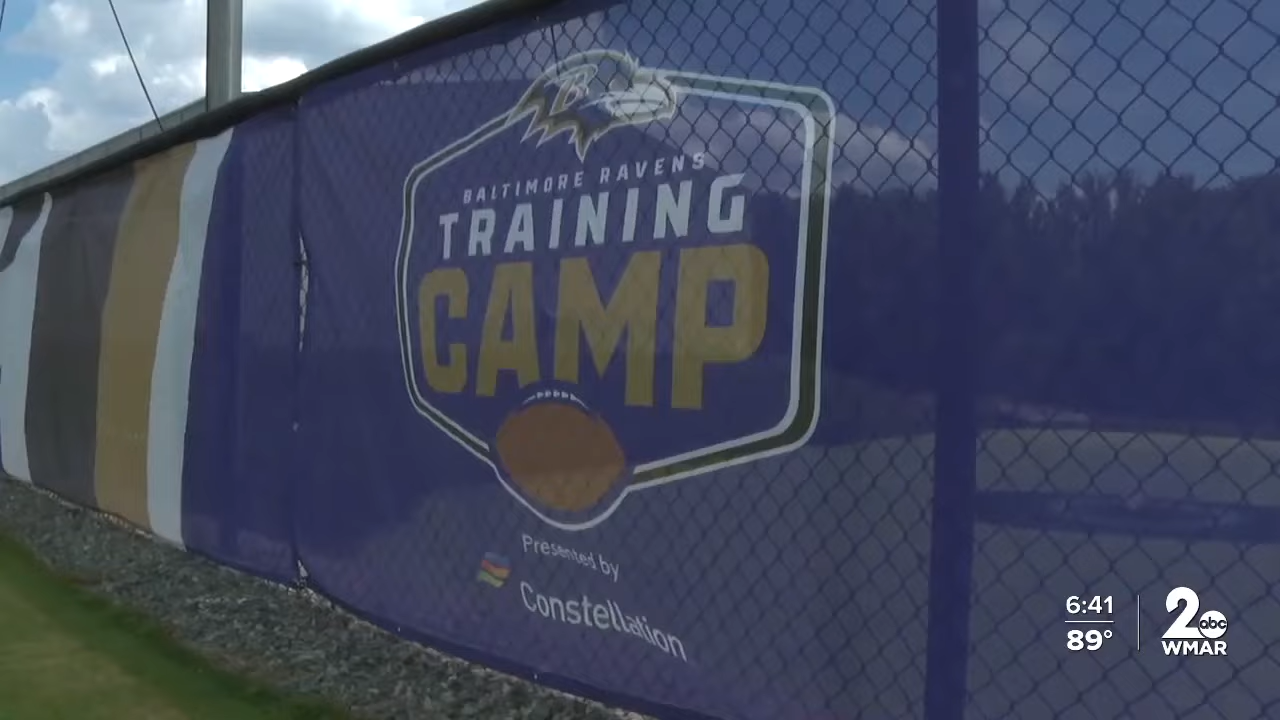 B
BALTIMORE RAVENS
TRAINING
CAMP
Presented by
Constellation
6:41
89°
2 abc
WMAR